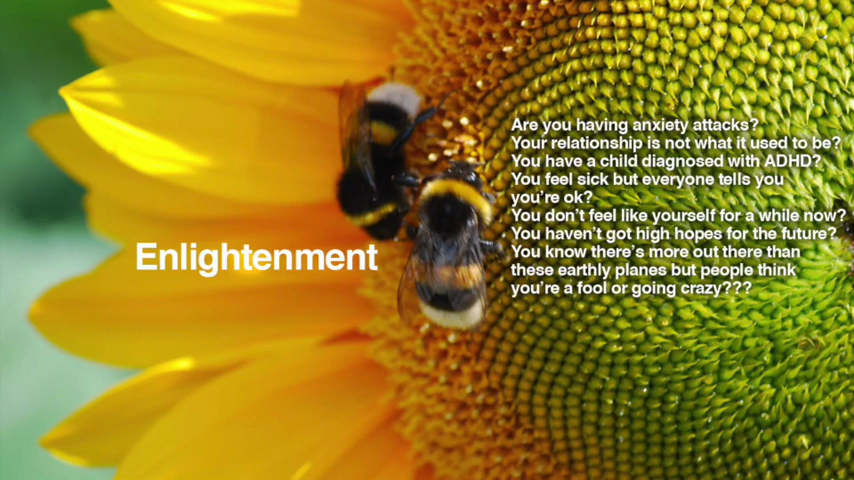 Enlightenment
Are you having anxiety attacks?
Your relationship is not what it used to be?
You have a child diagnosed with ADHD?
You feel sick but everyone tells you
you're ok?
You don't feel like yourself for a while now?
You haven't got high hopes for the future?
You know there's more out there than
these earthly planes but people think
you're a fool or going crazy???